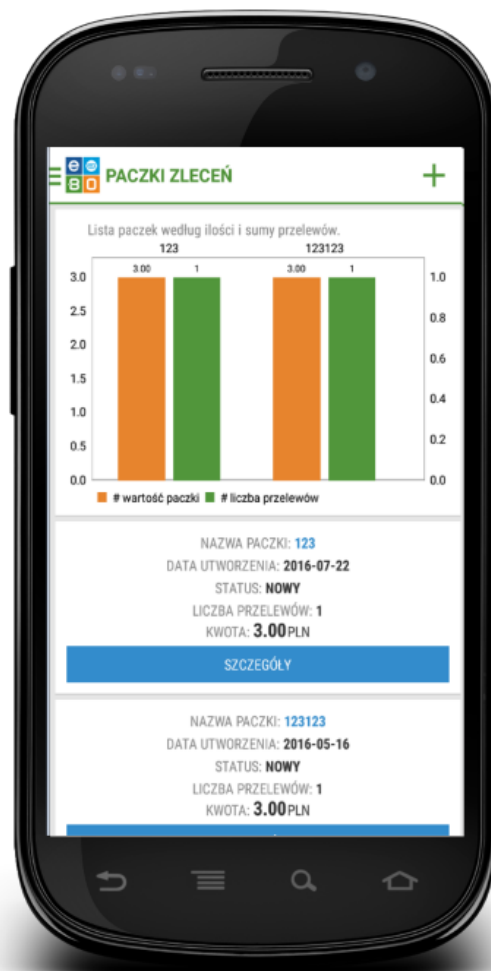 e B O
PACZKI ZLECEŃ
Lista paczek według ilości i sumy przelewów.
123 123123
3.00 1 3.00 1
3.0 1.0
2.5 0.8
2.0 0.6
1.5 0.4
1.0 0.2
0.5
0.0 0.0
# wartość paczki # liczba przelewów
NAZWA PACZKI: 123
DATA UTWORZENIA: 2016-07-22
STATUS: NOWY
LICZBA PRZELEWÓW: 1
KWOTA: 3.00 PLN
SZCZEGÓŁY
NAZWA PACZKI: 123123
DATA UTWORZENIA: 2016-05-16
STATUS: NOWY
LICZBA PRZELEWÓW: 1
KWOTA: 3.00 PLN